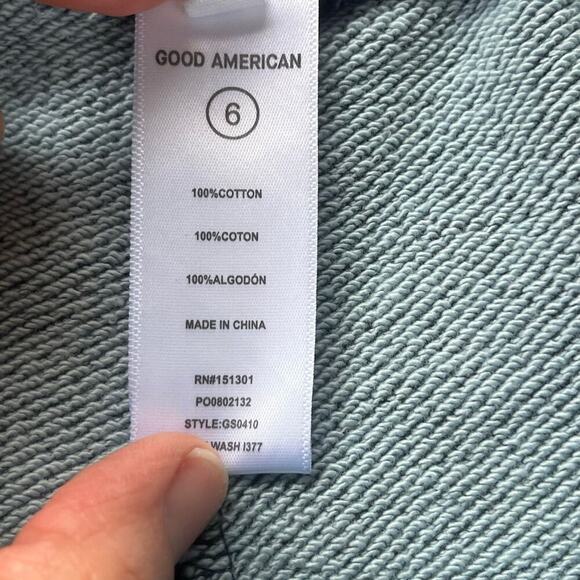 GOOD AMERICAN
6
100%COTTON
100%COTON
100%ALGODÓN
MADE IN CHINA
RN#151301
PO0802132
STYLE:GS0410
WASH I377